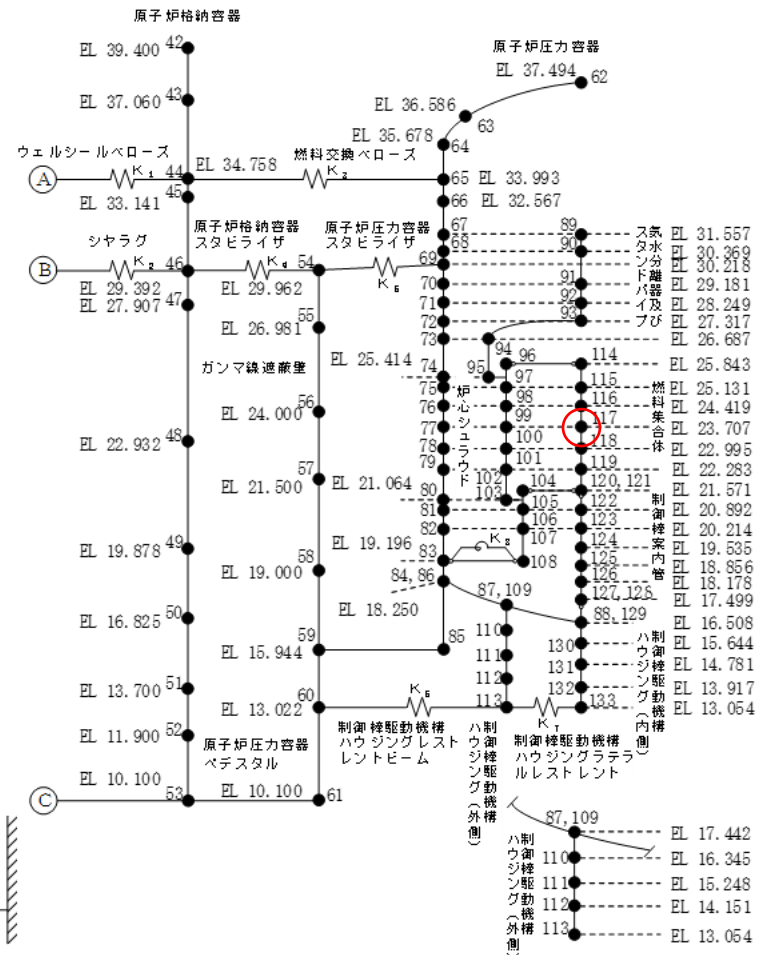 原子炉格納容器
42
EL 39.400
43
EL 37.060
ウェルシールベローズ
A
K₁
44
EL 34.758
45
EL 33.141
シヤラグ
B
46
EL 29.392
EL 27.907
47
原子炉格納容器
スタビライザ
K₄
54
EL 29.962
55
EL 26.981
ガンマ線遮蔽壁
56
EL 24.000
EL 22.932
48
57
EL 21.500
EL 19.878
49
58
EL 19.000
EL 16.825
50
59
EL 15.944
EL 13.700
51
60
EL 13.022
EL 11.900
52
原子炉圧力容器
ペデスタル
EL 10.100
C
53
EL 10.100
61
燃料交換ベローズ
原子炉圧力容器
スタビライザ
K₅
原子炉圧力容器
EL 37.494
62
EL 36.586
63
EL 35.678
64
65
EL 33.993
66
EL 32.567
67
68
69
70
71
72
73
EL 25.414
74
75
76
77
78
79
EL 21.064
80
81
82
EL 19.196
83
84,86
EL 18.250
85
炉心シュラウド
89
90
91
92
93
94
95
96
97
98
99
100
101
102
103
104
105
106
107
108
87,109
110
111
112
113
114
115
116
117
118
119
120,121
122
123
124
125
126
127,128
88,129
130
131
132
133
気水分離器及び
スタンドパイプ
燃料集合体
制御棒案内管
制御棒駆動機構
ハウジング(内側)
EL 31.557
EL 30.369
EL 30.218
EL 29.181
EL 28.249
EL 27.317
EL 26.687
EL 25.843
EL 25.131
EL 24.419
EL 23.707
EL 22.995
EL 22.283
EL 21.571
EL 20.892
EL 20.214
EL 19.535
EL 18.856
EL 18.178
EL 17.499
EL 16.508
EL 15.644
EL 14.781
EL 13.917
EL 13.054
制御棒駆動機構
ハウジングレスト
レントビーム
制御棒駆動機構
ハウジング(外側)
制御棒駆動機構
ハウジングラテラ
ルレストレント
87,109
110
111
112
113
制御棒駆動機構
ハウジング(外側)
EL 17.442
EL 16.345
EL 15.248
EL 14.151
EL 13.054